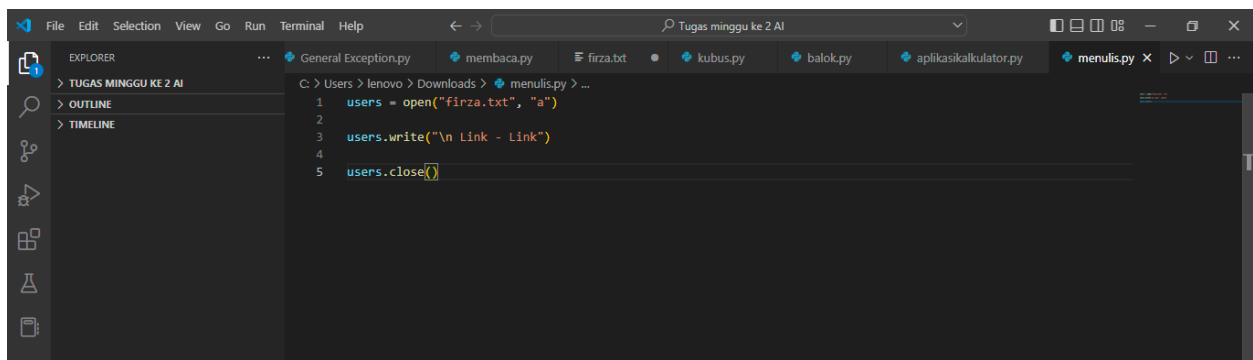 File Edit Selection View Go Run Terminal Help
Tugas minggu ke 2 AI
EXPLORER
General Exception.py membaca.py firza.txt kubus.py balok.py aplikasikalkulator.py menulis.py
1
TUGAS MINGGU KE 2 AI
OUTLINE
TIMELINE
C: > Users > lenovo > Downloads > menulis.py > ...
1 users = open("firza.txt", "a")
2
3 users.write("\n Link - Link")
4
5 users.close()